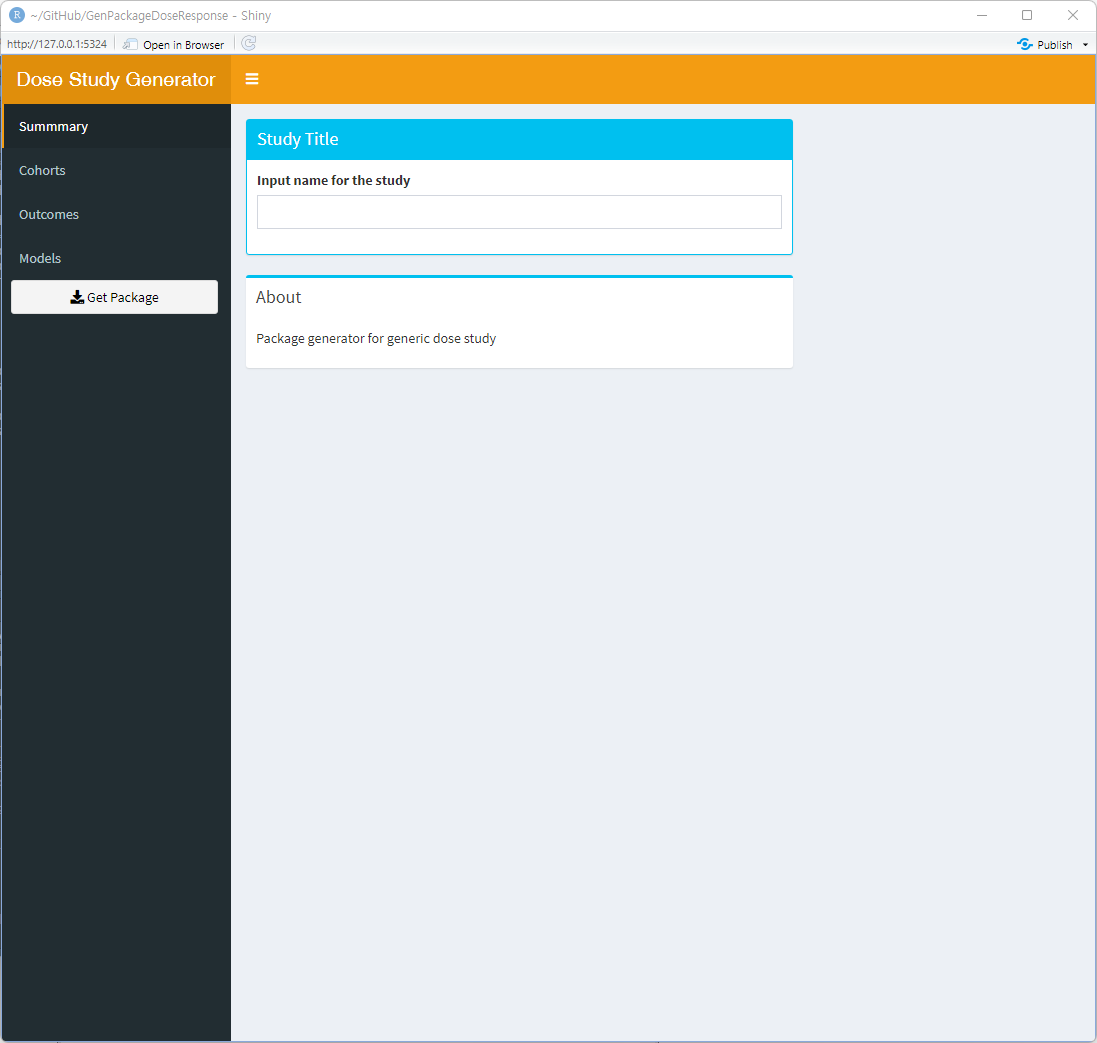 R ~/GitHub/GenPackageDoseResponse - Shiny
http://127.0.0.1:5324 Open in Browser Publish
Dose Study Generator
Summmary
Cohorts
Outcomes
Models
Get Package
Study Title
Input name for the study
About
Package generator for generic dose study